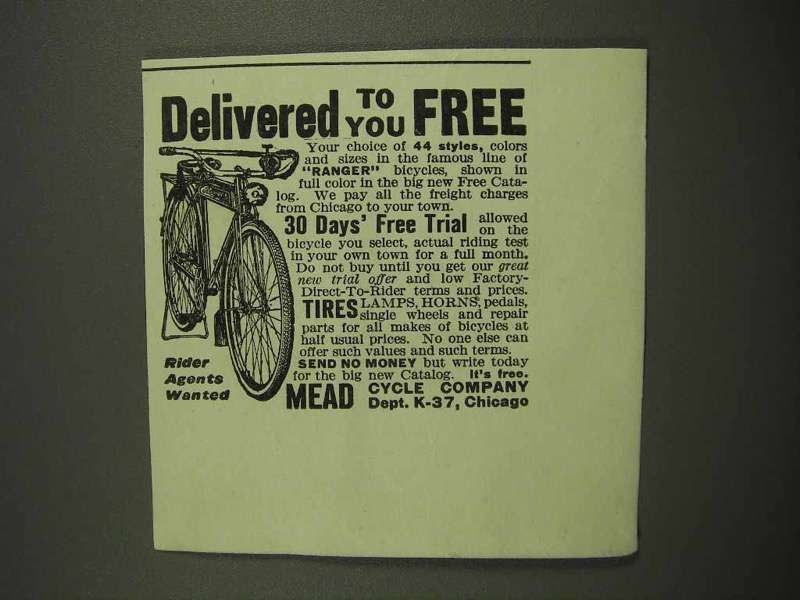 Delivered TO YOU FREE
Your choice of 44 styles, colors
and sizes in the famous line of
"RANGER" bicycles, shown in
full color in the big new Free Cata-
log. We pay all the freight charges
from Chicago to your town.
30 Days' Free Trial allowed
on the
bicycle you select, actual riding test
in your own town for a full month.
Do not buy until you get our great
new trial offer and low Factory-
Direct-To-Rider terms and prices.
TIRES LAMPS, HORNS, pedals,
single wheels and repair
parts for all makes of bicycles at
half usual prices. No one else can
offer such values and such terms.
SEND NO MONEY but write today
for the big new Catalog. It's free.
MEAD CYCLE COMPANY
Dept. K-37, Chicago
Rider
Agents
Wanted